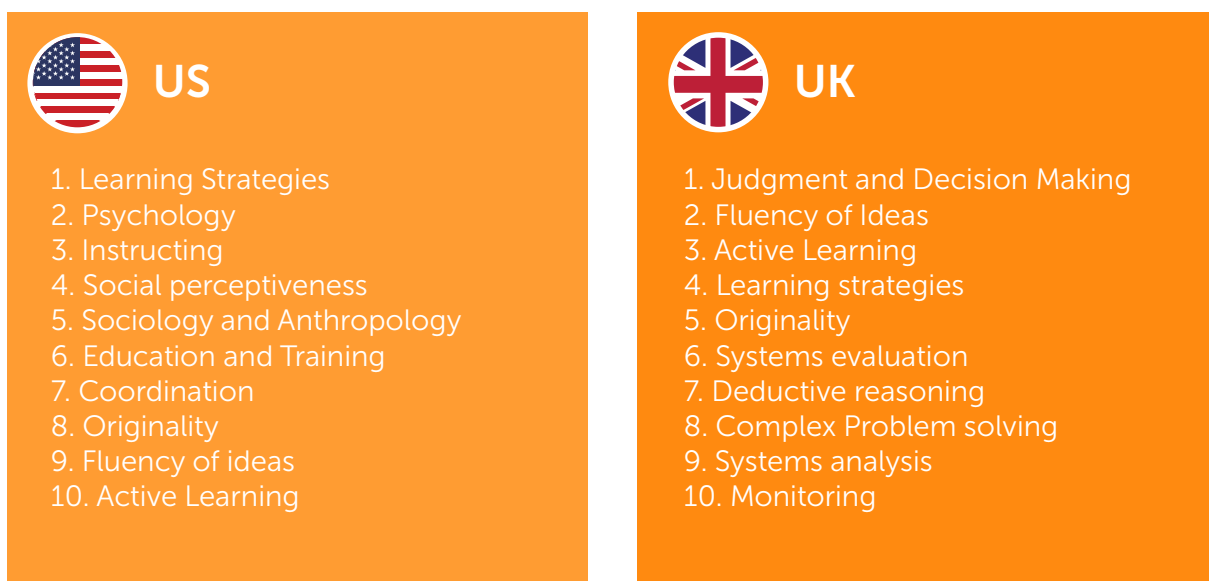 US
1. Learning Strategies
2. Psychology
3. Instructing
4. Social perceptiveness
5. Sociology and Anthropology
6. Education and Training
7. Coordination
8. Originality
9. Fluency of ideas
10. Active Learning
UK
1. Judgment and Decision Making
2. Fluency of Ideas
3. Active Learning
4. Learning strategies
5. Originality
6. Systems evaluation
7. Deductive reasoning
8. Complex Problem solving
9. Systems analysis
10. Monitoring